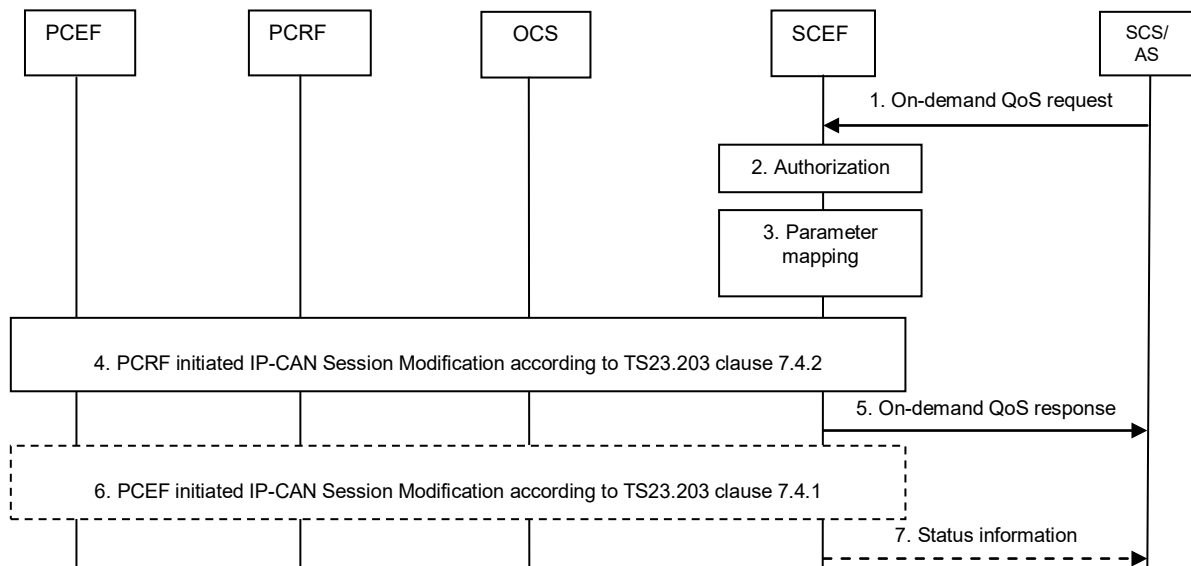 PCEF
PCRF
OCS
SCEF
SCS/
AS
1. On-demand QoS request
2. Authorization
3. Parameter
mapping
4. PCRF initiated IP-CAN Session Modification according to TS23.203 clause 7.4.2
5. On-demand QoS response
6. PCEF initiated IP-CAN Session Modification according to TS23.203 clause 7.4.1
7. Status information